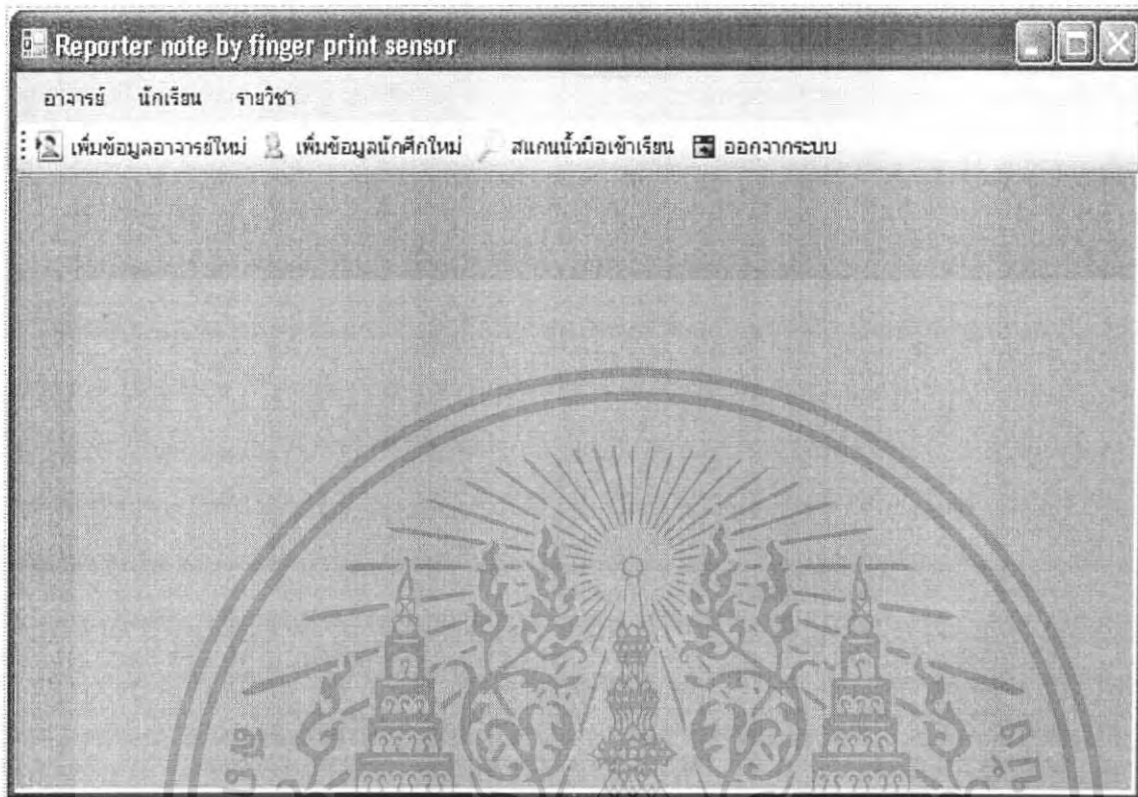 Reporter note by finger print sensor
อาจารย์ นักเรียน รายวิชา
เพิ่มข้อมูลอาจารย์ใหม่ เพิ่มข้อมูลนักศึกใหม่ สแกนนิ้วมือเข้าเรียน ออกจากระบบ